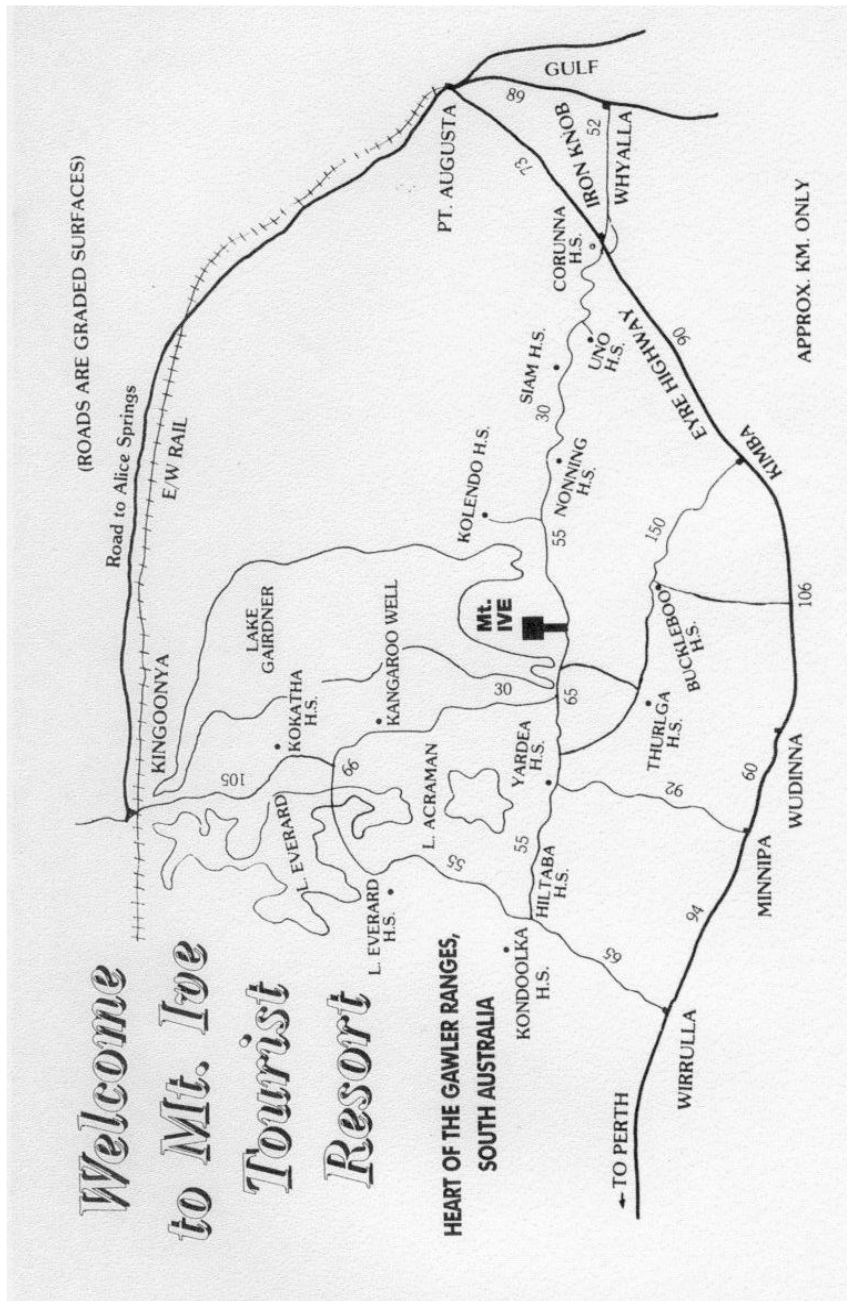 Welcome
to Mt. Ive
Tourist
Resort
HEART OF THE GAWLER RANGES,
SOUTH AUSTRALIA
(ROADS ARE GRADED SURFACES)
Road to Alice Springs
E/W RAIL
KINGOONYA
105
LAKE
GAIRDNER
KOKATHA
H.S.
L. EVERARD
66
KANGAROO WELL
L. EVERARD
H.S.
L. ACRAMAN
30
55
KOLENDO H.S.
PT. AUGUSTA
GULF
68
73
Mt.
IVE
KONDOOLKA
H.S.
HILTABA
H.S.
55
YARDEA
H.S.
65
55
NONNING
H.S.
30
SIAM H.S.
UNO
H.S.
CORUNNA
H.S.
IRON KNOB
52
WHYALLA
65
92
THURLGA
H.S.
BUCKLEBOO
H.S.
150
EYRE HIGHWAY
90
KIMBA
←TO PERTH
WIRRULLA
94
MINNIPA
60
WUDINNA
106
APPROX. KM. ONLY